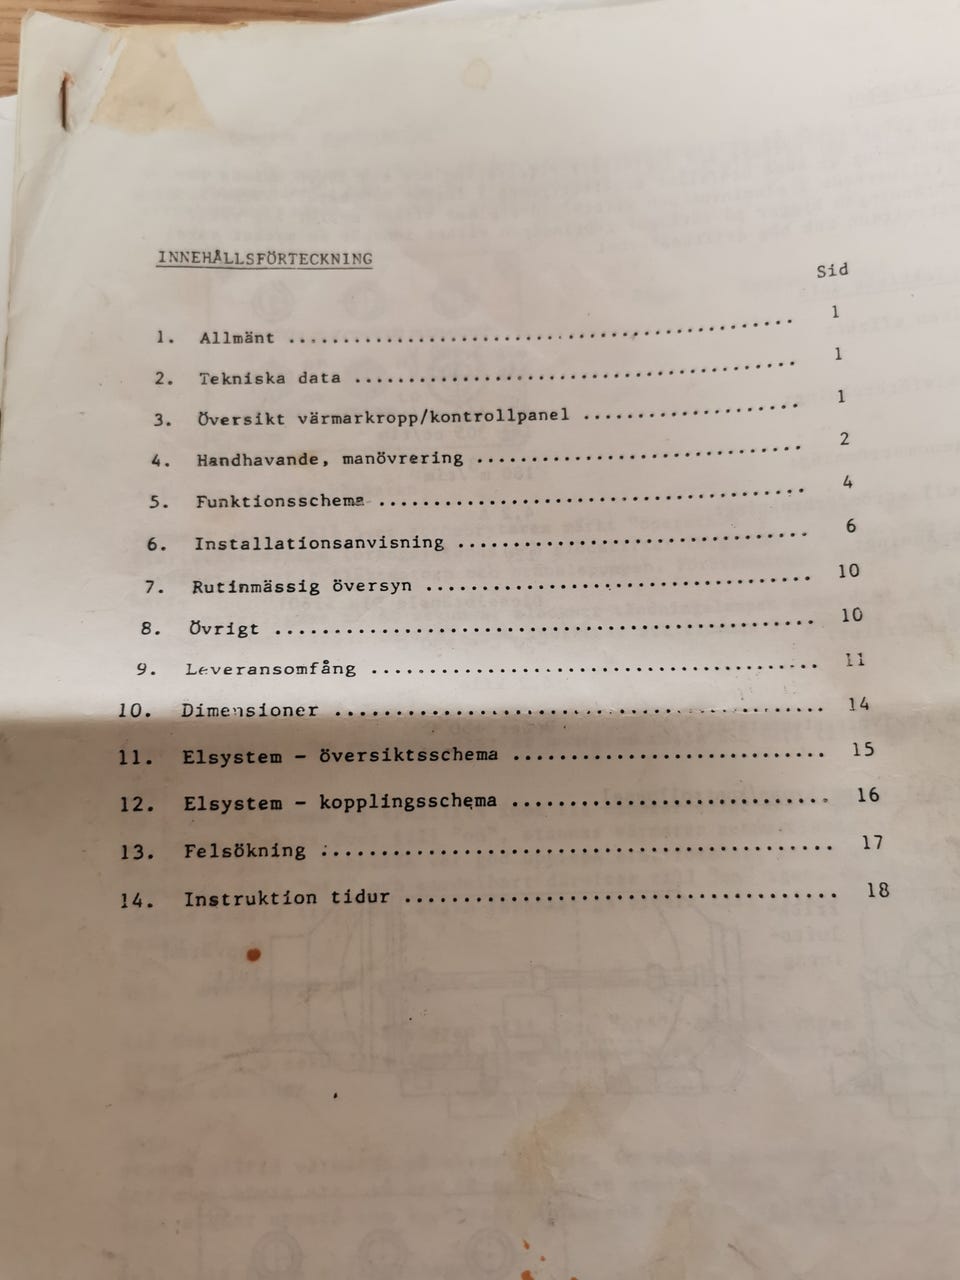 INNEHÅLLSFÖRTECKNING
Sid
1. Allmänt ........................................... 1
2. Tekniska data ..................................... 1
3. Översikt värmarkropp/kontrollpanel ................ 1
4. Handhavande, manövrering .......................... 2
5. Funktionsschema ................................... 4
6. Installationsanvisning ............................ 6
7. Rutinmässig översyn ............................... 10
8. Övrigt ............................................ 10
9. Leveransomfång .................................... 11
10. Dimensioner ...................................... 14
11. Elsystem - översiktsschema ....................... 15
12. Elsystem - kopplingsschema ....................... 16
13. Felsökning ....................................... 17
14. Instruktion tidur ................................ 18